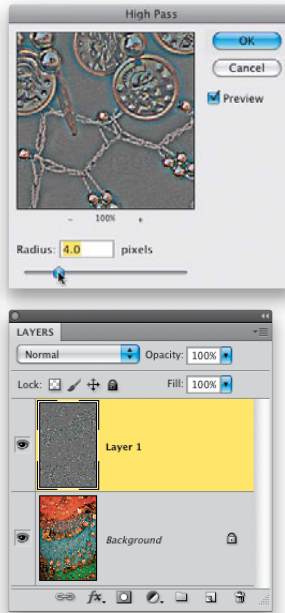 High Pass
OK
Cancel
Preview
- 100% +
Radius: 4.0 pixels
LAYERS
Normal Opacity: 100%
Lock: Fill: 100%
Layer 1
Background
fx.